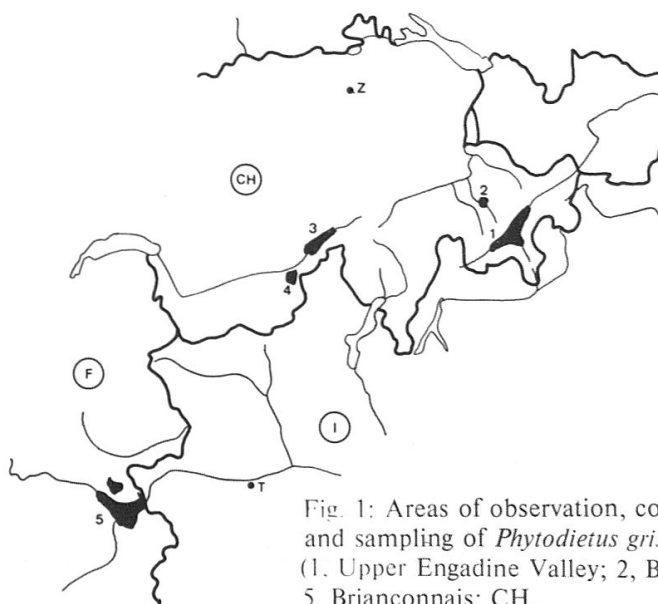 Z
CH
2
3
1
4
F
I
5
T
Fig. 1: Areas of observation, co
and sampling of Phytodietus gri
(1, Upper Engadine Valley; 2, B
5, Briançonnais; CH